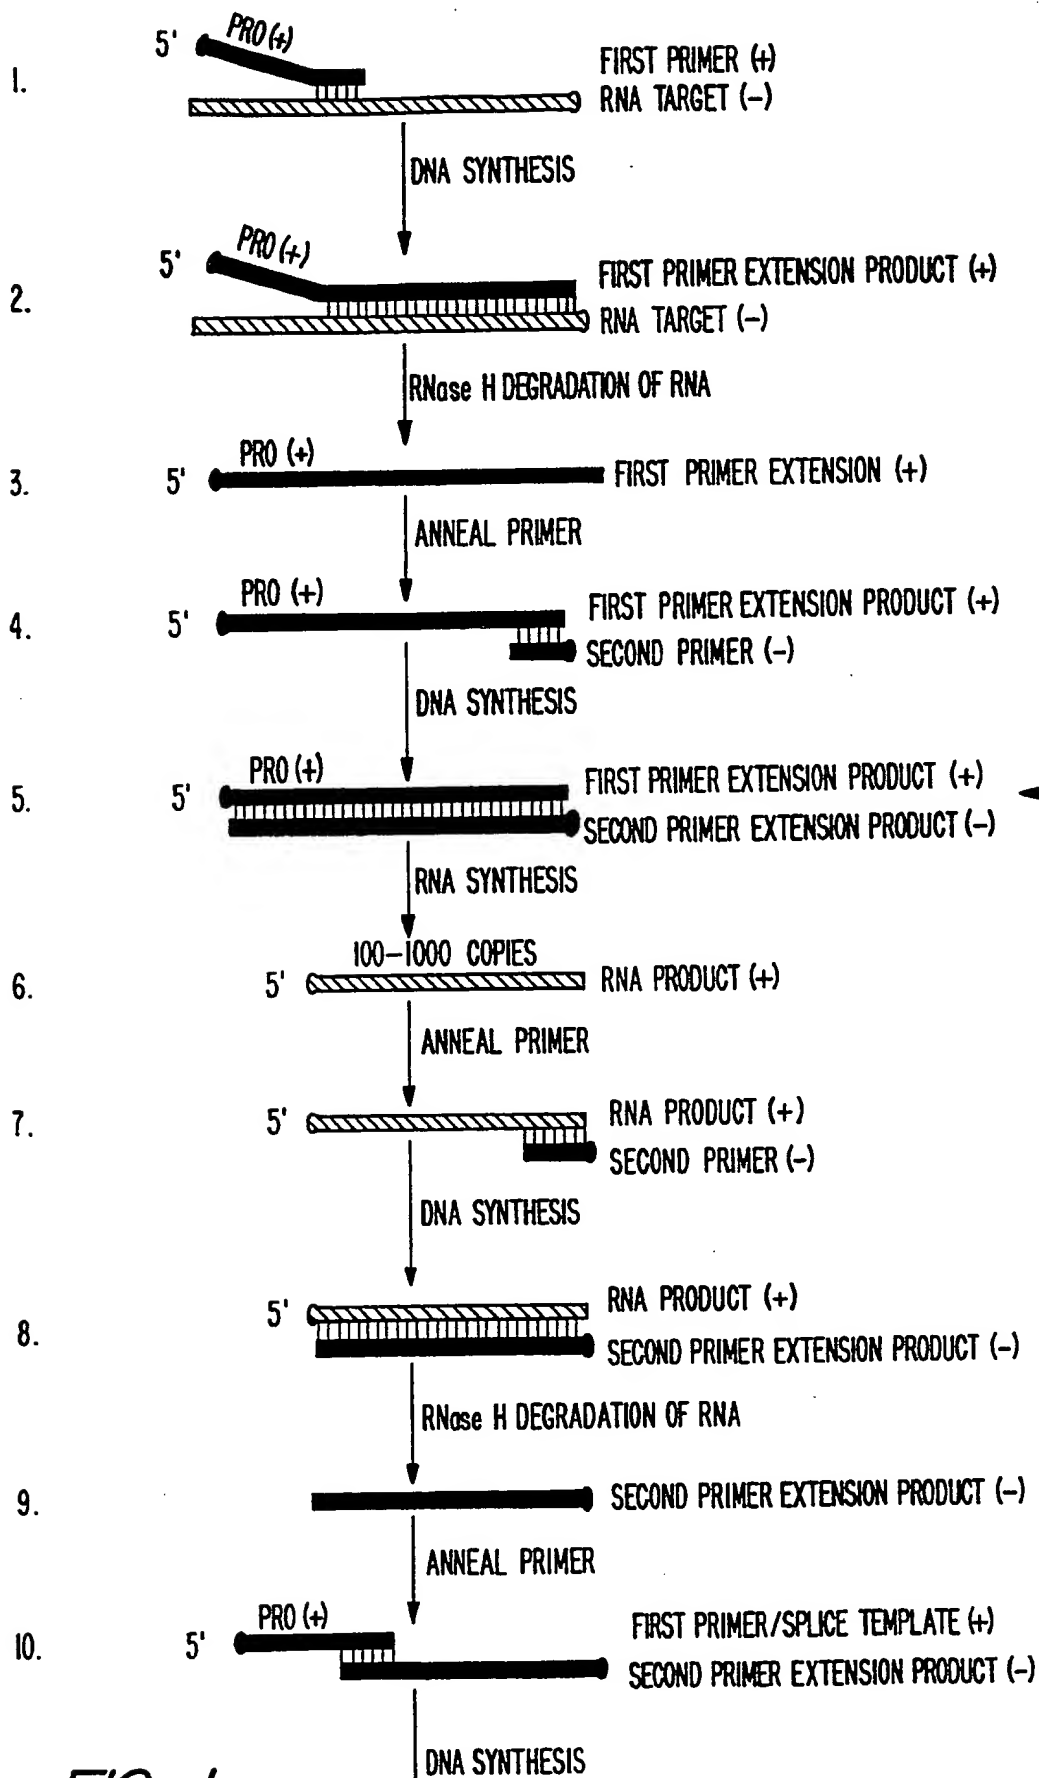 1.
5' PRO (+)
FIRST PRIMER (+)
RNA TARGET (-)
DNA SYNTHESIS
2.
5' PRO (+)
FIRST PRIMER EXTENSION PRODUCT (+)
RNA TARGET (-)
RNase H DEGRADATION OF RNA
3.
5' PRO (+)
FIRST PRIMER EXTENSION (+)
ANNEAL PRIMER
4.
5' PRO (+)
FIRST PRIMER EXTENSION PRODUCT (+)
SECOND PRIMER (-)
DNA SYNTHESIS
5.
5' PRO (+)
FIRST PRIMER EXTENSION PRODUCT (+)
SECOND PRIMER EXTENSION PRODUCT (-)
RNA SYNTHESIS
100-1000 COPIES
6.
5' RNA PRODUCT (+)
ANNEAL PRIMER
7.
5' RNA PRODUCT (+)
SECOND PRIMER (-)
DNA SYNTHESIS
8.
5' RNA PRODUCT (+)
SECOND PRIMER EXTENSION PRODUCT (-)
RNase H DEGRADATION OF RNA
9.
SECOND PRIMER EXTENSION PRODUCT (-)
ANNEAL PRIMER
10.
5' PRO (+)
FIRST PRIMER/SPLICE TEMPLATE (+)
SECOND PRIMER EXTENSION PRODUCT (-)
DNA SYNTHESIS